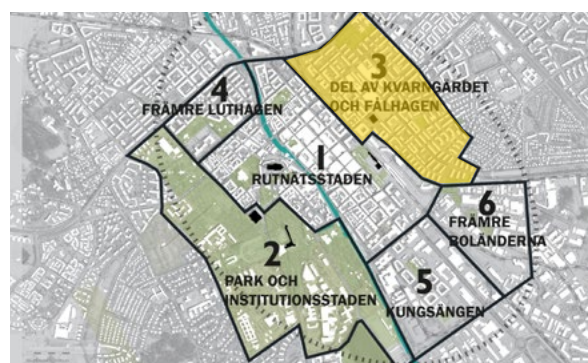 3
DEL AV KVARNGÄRDET
OCH FÅLHAGEN
4
FRÄMRE LUTHAGEN
1
RUTNÄTSSTADEN
6
FRÄMRE
BOLÄNDERNA
2
PARK OCH
INSTITUTIONSSTADEN
5
KUNGSÄNGEN